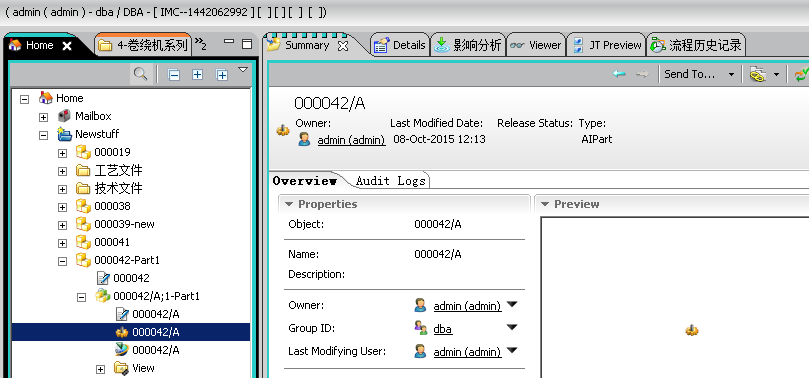 ( admin ( admin ) - dba / DBA - [ IMC--1442062992 ] [ ] [ ] [ ] [ ] )
Home
4-卷绕机系列
»2
Summary
Details
影响分析
Viewer
JT Preview
流程历史记录
Send To...
Home
Mailbox
Newstuff
000019
工艺文件
技术文件
000038
000039-new
000041
000042-Part1
000042
000042/A;1-Part1
000042/A
000042/A
000042/A
View
000042/A
Owner: Last Modified Date: Release Status: Type:
admin (admin) 08-Oct-2015 12:13 AIPart
Overview Audit Logs
Properties
Object: 000042/A
Name: 000042/A
Description:
Owner: admin (admin)
Group ID: dba
Last Modifying User: admin (admin)
Preview